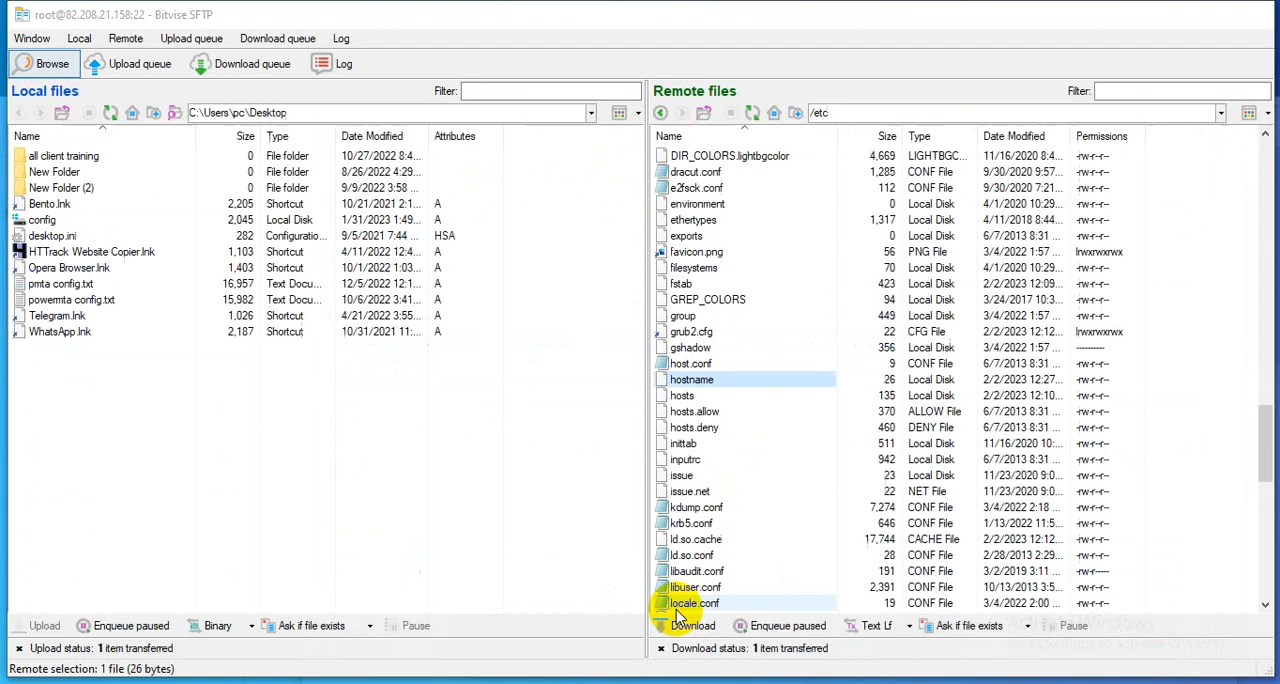 root@82.208.21.158:22 - Bitvise SFTP
Window Local Remote Upload queue Download queue Log
Browse Upload queue Download queue Log
Local files Filter:
C:\Users\pc\Desktop
Name Size Type Date Modified Attributes
all client training 0 File folder 10/27/2022 8:4...
New Folder 0 File folder 8/26/2022 4:29...
New Folder (2) 0 File folder 9/9/2022 3:58 ...
Bento.lnk 2,205 Shortcut 10/21/2021 2:1... A
config 2,045 Local Disk 1/31/2023 1:49... A
desktop.ini 282 Configuratio... 9/5/2021 7:44 ... HSA
HTTrack Website Copier.lnk 1,103 Shortcut 4/11/2022 12:4... A
Opera Browser.lnk 1,403 Shortcut 10/1/2022 1:03... A
pmta config.txt 16,957 Text Docu... 12/5/2022 12:1... A
powermta config.txt 15,982 Text Docu... 10/6/2022 3:41... A
Telegram.lnk 1,026 Shortcut 4/21/2022 3:55... A
WhatsApp.lnk 2,187 Shortcut 10/31/2021 11:... A
Upload Enqueue paused Binary Ask if file exists Pause
Upload status: 1 item transferred
Remote files Filter:
/etc
Name Size Type Date Modified Permissions
DIR_COLORS.lightbgcolor 4,669 LIGHTBGC... 11/16/2020 8:4... -rw-r--r--
dracut.conf 1,285 CONF File 9/30/2020 9:57... -rw-r--r--
e2fsck.conf 112 CONF File 9/30/2020 7:21... -rw-r--r--
environment 0 Local Disk 4/1/2020 10:29... -rw-r--r--
ethertypes 1,317 Local Disk 4/11/2018 8:44... -rw-r--r--
exports 0 Local Disk 6/7/2013 8:31 ... -rw-r--r--
favicon.png 56 PNG File 3/4/2022 1:57 ... lrwxrwxrwx
filesystems 70 Local Disk 4/1/2020 10:29... -rw-r--r--
fstab 423 Local Disk 2/2/2023 12:09... -rw-r--r--
GREP_COLORS 94 Local Disk 3/24/2017 10:3... -rw-r--r--
group 449 Local Disk 3/4/2022 1:57 ... -rw-r--r--
grub2.cfg 22 CFG File 2/2/2023 12:12... lrwxrwxrwx
gshadow 356 Local Disk 3/4/2022 1:57 ... ----------
host.conf 9 CONF File 6/7/2013 8:31 ... -rw-r--r--
hostname 26 Local Disk 2/2/2023 12:27... -rw-r--r--
hosts 135 Local Disk 2/2/2023 12:10... -rw-r--r--
hosts.allow 370 ALLOW File 6/7/2013 8:31 ... -rw-r--r--
hosts.deny 460 DENY File 6/7/2013 8:31 ... -rw-r--r--
inittab 511 Local Disk 11/16/2020 10:... -rw-r--r--
inputrc 942 Local Disk 6/7/2013 8:31 ... -rw-r--r--
issue 23 Local Disk 11/23/2020 9:0... -rw-r--r--
issue.net 22 NET File 11/23/2020 9:0... -rw-r--r--
kdump.conf 7,274 CONF File 3/4/2022 2:18 ... -rw-r--r--
krb5.conf 646 CONF File 1/13/2022 11:5... -rw-r--r--
ld.so.cache 17,744 CACHE File 2/2/2023 12:12... -rw-r--r--
ld.so.conf 28 CONF File 2/28/2013 2:29... -rw-r--r--
libaudit.conf 191 CONF File 3/2/2019 3:11 ... -rw-r-----
libuser.conf 2,391 CONF File 10/13/2013 3:5... -rw-r--r--
locale.conf 19 CONF File 3/4/2022 2:00 ... -rw-r--r--
Download Enqueue paused Text Lf Ask if file exists Pause
Download status: 1 item transferred
Activate Windows
Go to Settings to activate Windows.
Remote selection: 1 file (26 bytes)